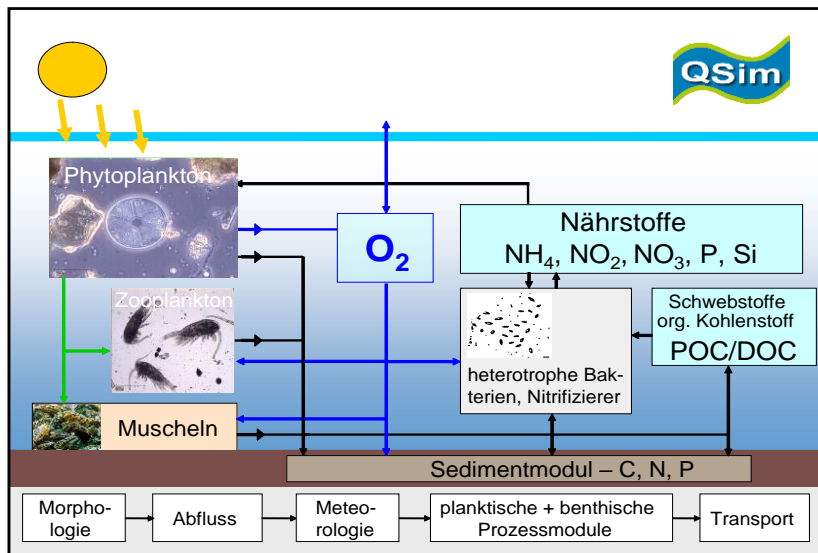 QSim
Phytoplankton
O₂
Nährstoffe
NH₄, NO₂, NO₃, P, Si
Zooplankton
Schwebstoffe
org. Kohlenstoff
POC/DOC
heterotrophe Bak-
terien, Nitrifizierer
Muscheln
Sedimentmodul – C, N, P
Morpho-
logie
Abfluss
Meteo-
rologie
planktische + benthische
Prozessmodule
Transport